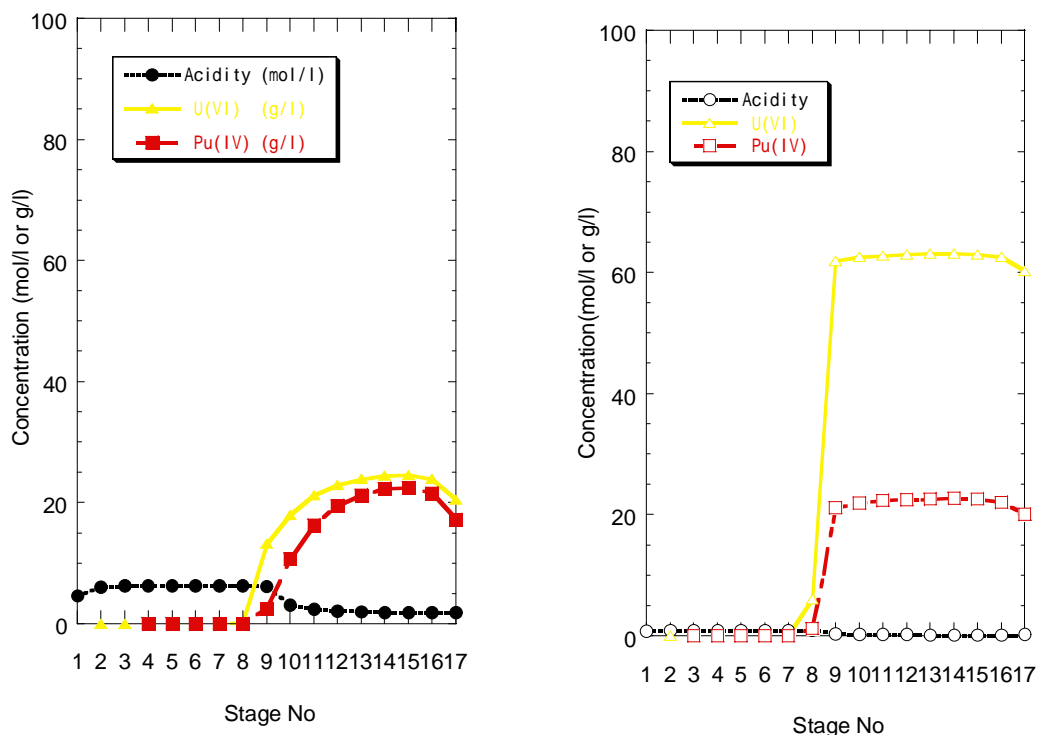 100
80
60
40
20
0
Concentration (mol/l or g/l)
Acidity (mol/l)
U(VI) (g/l)
Pu(IV) (g/l)
1 2 3 4 5 6 7 8 9 10 11 12 13 14 15 16 17
Stage No
100
80
60
40
20
0
Concentration(mol/l or g/l)
Acidity
U(VI)
Pu(IV)
1 2 3 4 5 6 7 8 9 10 11 12 13 14 15 16 17
Stage No